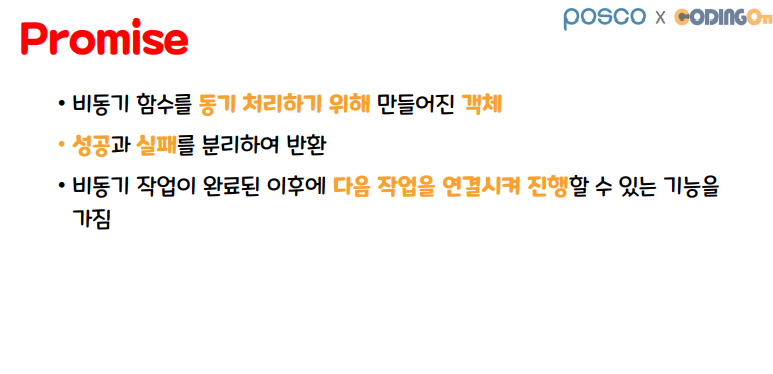 posco x CODINGOn
Promise
• 비동기 함수를 동기 처리하기 위해 만들어진 객체
• 성공과 실패를 분리하여 반환
• 비동기 작업이 완료된 이후에 다음 작업을 연결시켜 진행할 수 있는 기능을
가짐